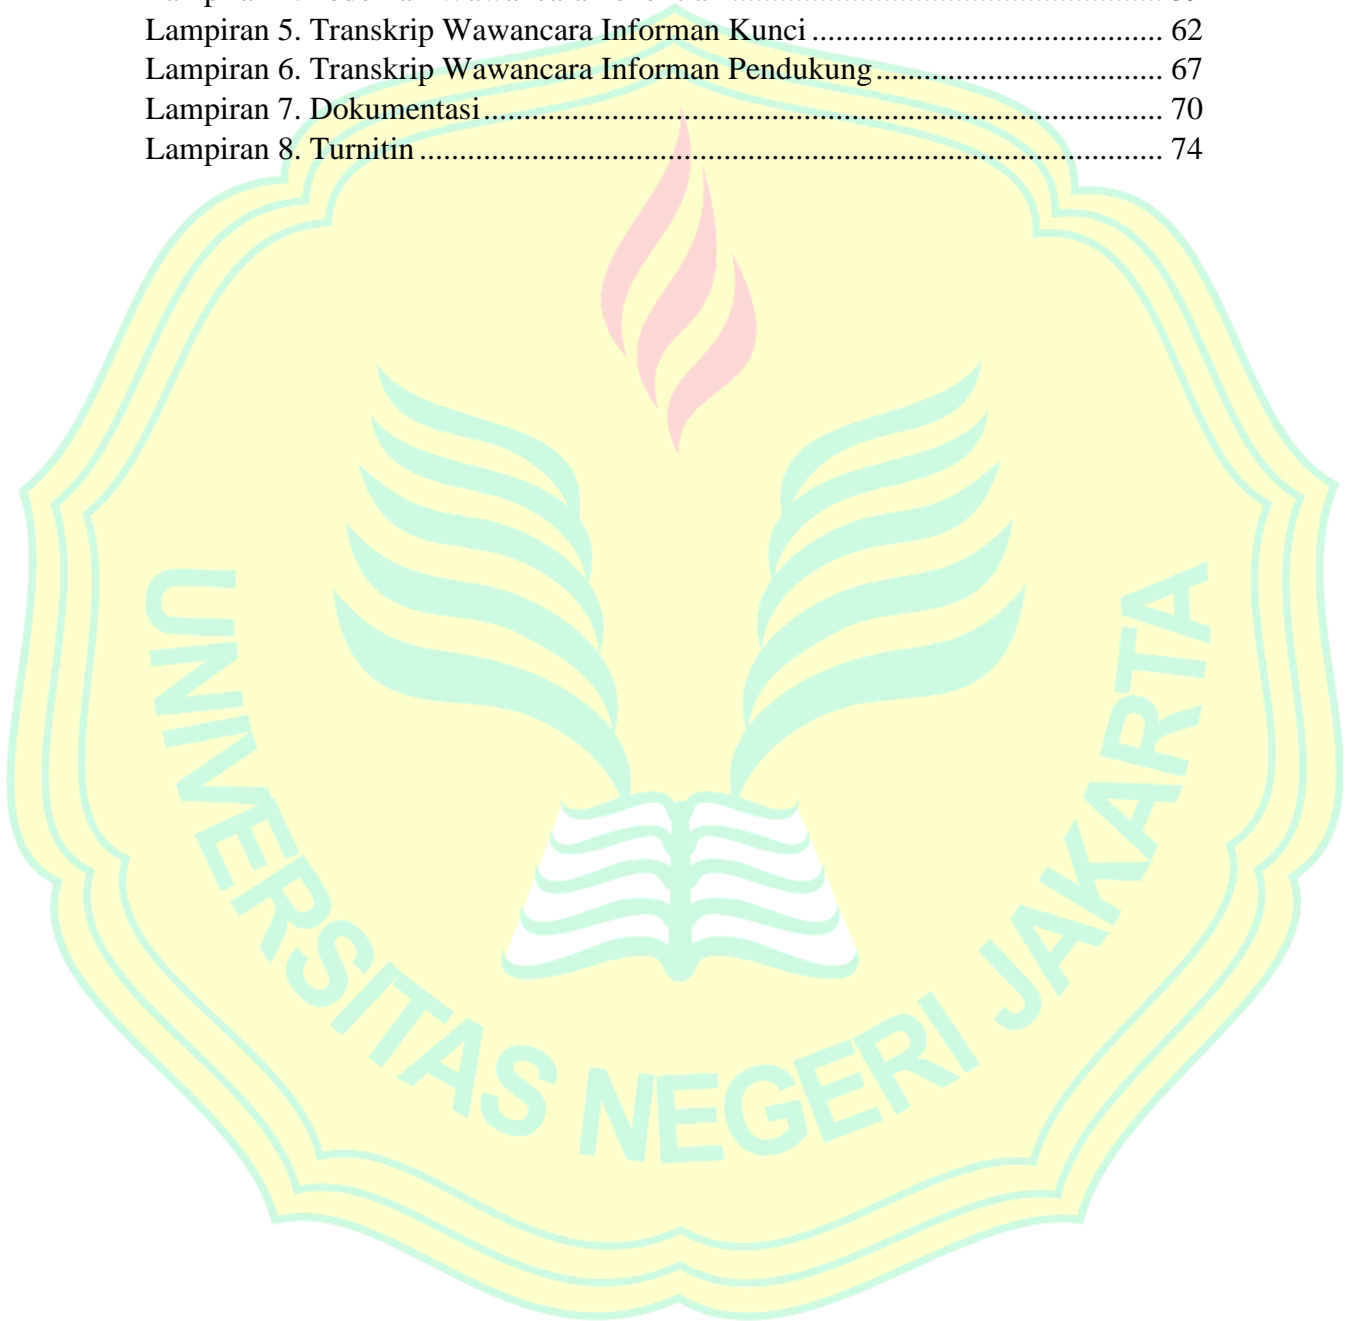 Lampiran 5. Transkrip Wawancara Informan Kunci ........................................... 62
Lampiran 6. Transkrip Wawancara Informan Pendukung ................................... 67
Lampiran 7. Dokumentasi ................................................................................... 70
Lampiran 8. Turnitin ........................................................................................... 74
UNIVERSITAS NEGERI JAKARTA